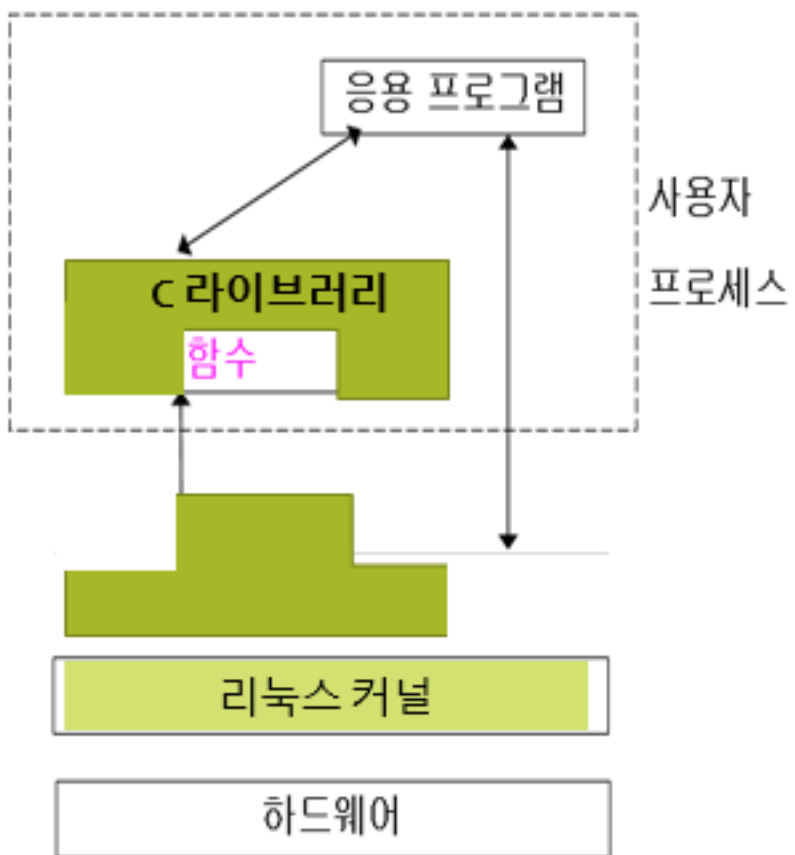 응용 프로그램
사용자
프로세스
C 라이브러리
함수
리눅스 커널
하드웨어